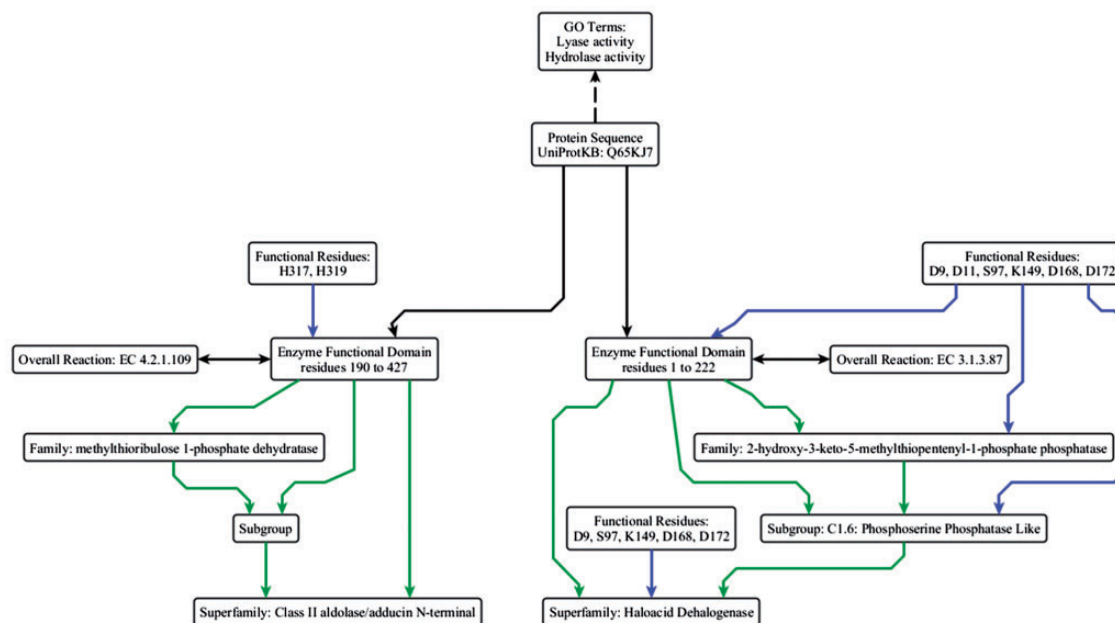 GO Terms:
Lyase activity
Hydrolase activity
Protein Sequence
UniProtKB: Q65KJ7
Functional Residues:
H317, H319
Functional Residues:
D9, D11, S97, K149, D168, D172
Overall Reaction: EC 4.2.1.109
Enzyme Functional Domain
residues 190 to 427
Enzyme Functional Domain
residues 1 to 222
Overall Reaction: EC 3.1.3.87
Family: methylthioribulose 1-phosphate dehydratase
Family: 2-hydroxy-3-keto-5-methylthiopentenyl-1-phosphate phosphatase
Subgroup
Functional Residues:
D9, S97, K149, D168, D172
Subgroup: C1.6: Phosphoserine Phosphatase Like
Superfamily: Class II aldolase/adducin N-terminal
Superfamily: Haloacid Dehalogenase